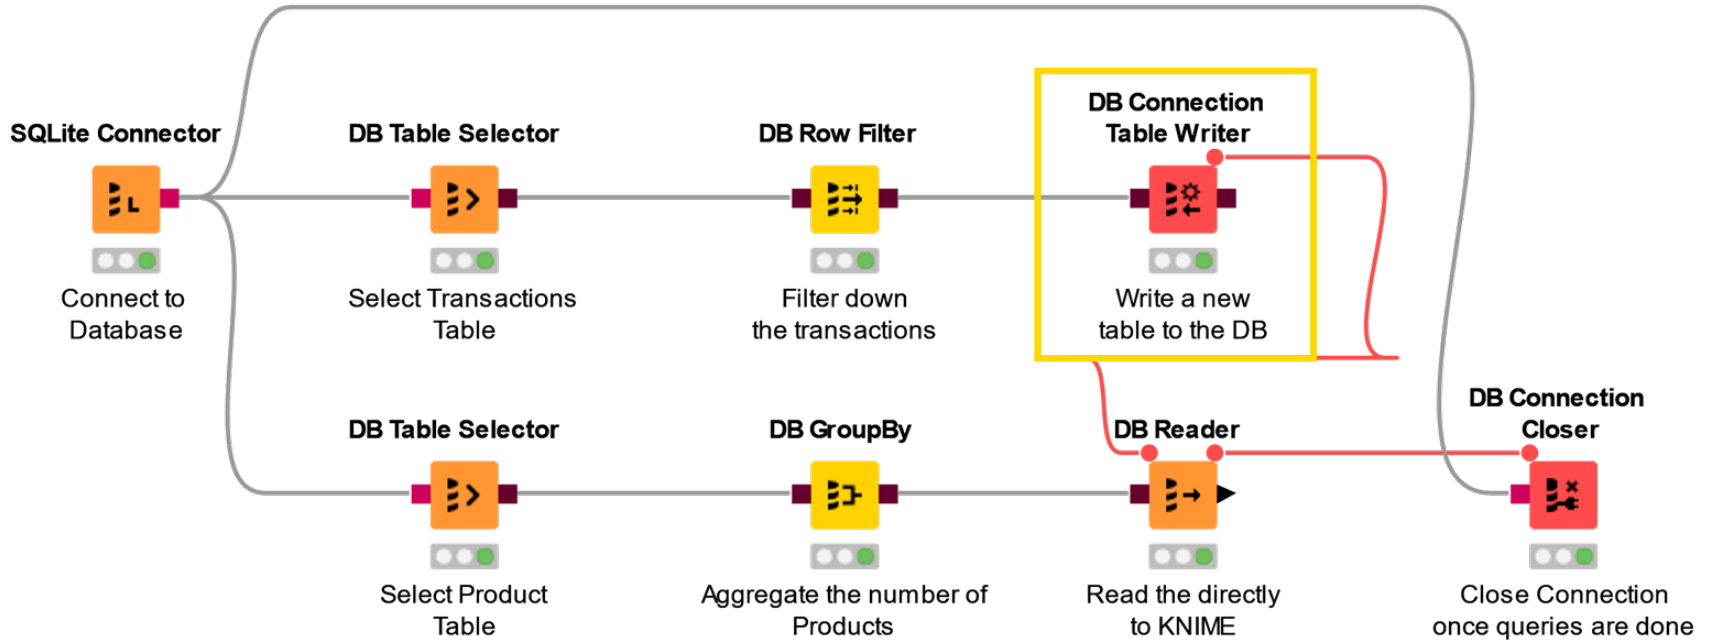 SQLite Connector
Connect to
Database
DB Table Selector
Select Transactions
Table
DB Row Filter
Filter down
the transactions
DB Connection
Table Writer
Write a new
table to the DB
DB Table Selector
Select Product
Table
DB GroupBy
Aggregate the number of
Products
DB Reader
Read the directly
to KNIME
DB Connection
Closer
Close Connection
once queries are done